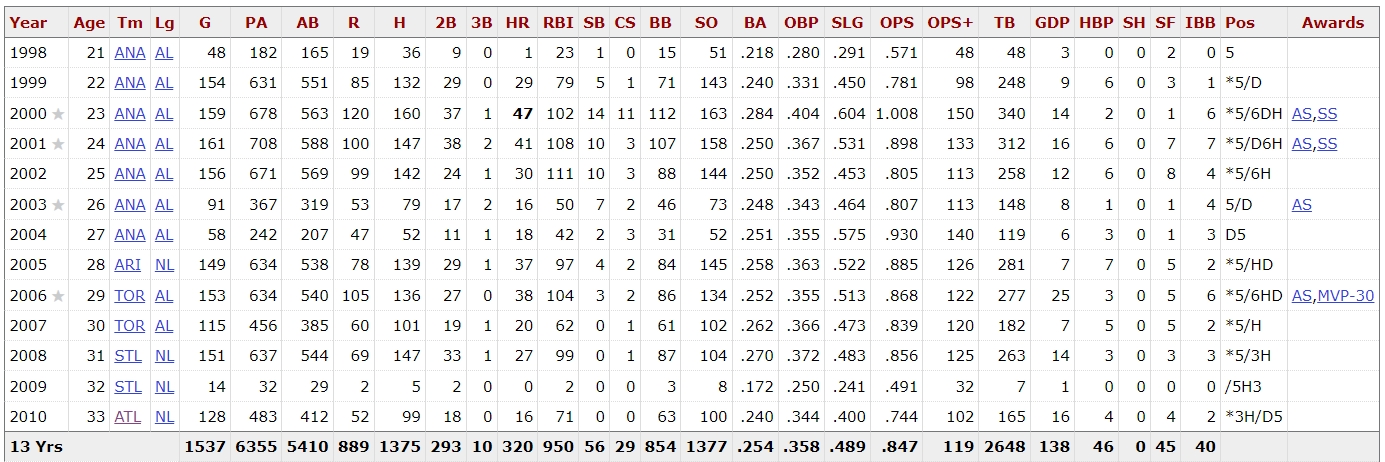 Year Age Tm Lg G PA AB R H 2B 3B HR RBI SB CS BB SO BA OBP SLG OPS OPS+ TB GDP HBP SH SF IBB Pos Awards
1998 21 ANA AL 48 182 165 19 36 9 0 1 23 1 0 15 51 .218 .280 .291 .571 48 48 3 0 0 2 0 5
1999 22 ANA AL 154 631 551 85 132 29 0 29 79 5 1 71 143 .240 .331 .450 .781 98 248 9 6 0 3 1 *5/D
2000 ★ 23 ANA AL 159 678 563 120 160 37 1 47 102 14 11 112 163 .284 .404 .604 1.008 150 340 14 2 0 1 6 *5/6DH AS,SS
2001 ★ 24 ANA AL 161 708 588 100 147 38 2 41 108 10 3 107 158 .250 .367 .531 .898 133 312 16 6 0 7 7 *5/D6H AS,SS
2002 25 ANA AL 156 671 569 99 142 24 1 30 111 10 3 88 144 .250 .352 .453 .805 113 258 12 6 0 8 4 *5/6H
2003 ★ 26 ANA AL 91 367 319 53 79 17 2 16 50 7 2 46 73 .248 .343 .464 .807 113 148 8 1 0 1 4 5/D AS
2004 27 ANA AL 58 242 207 47 52 11 1 18 42 2 3 31 52 .251 .355 .575 .930 140 119 6 3 0 1 3 D5
2005 28 ARI NL 149 634 538 78 139 29 1 37 97 4 2 84 145 .258 .363 .522 .885 126 281 7 7 0 5 2 *5/HD
2006 ★ 29 TOR AL 153 634 540 105 136 27 0 38 104 3 2 86 134 .252 .355 .513 .868 122 277 25 3 0 5 6 *5/6HD AS,MVP-30
2007 30 TOR AL 115 456 385 60 101 19 1 20 62 0 1 61 102 .262 .366 .473 .839 120 182 7 5 0 5 2 *5/H
2008 31 STL NL 151 637 544 69 147 33 1 27 99 0 1 87 104 .270 .372 .483 .856 125 263 14 3 0 3 3 *5/3H
2009 32 STL NL 14 32 29 2 5 2 0 0 2 0 0 3 8 .172 .250 .241 .491 32 7 1 0 0 0 0 /5H3
2010 33 ATL NL 128 483 412 52 99 18 0 16 71 0 0 63 100 .240 .344 .400 .744 102 165 16 4 0 4 2 *3H/D5
13 Yrs 1537 6355 5410 889 1375 293 10 320 950 56 29 854 1377 .254 .358 .489 .847 119 2648 138 46 0 45 40